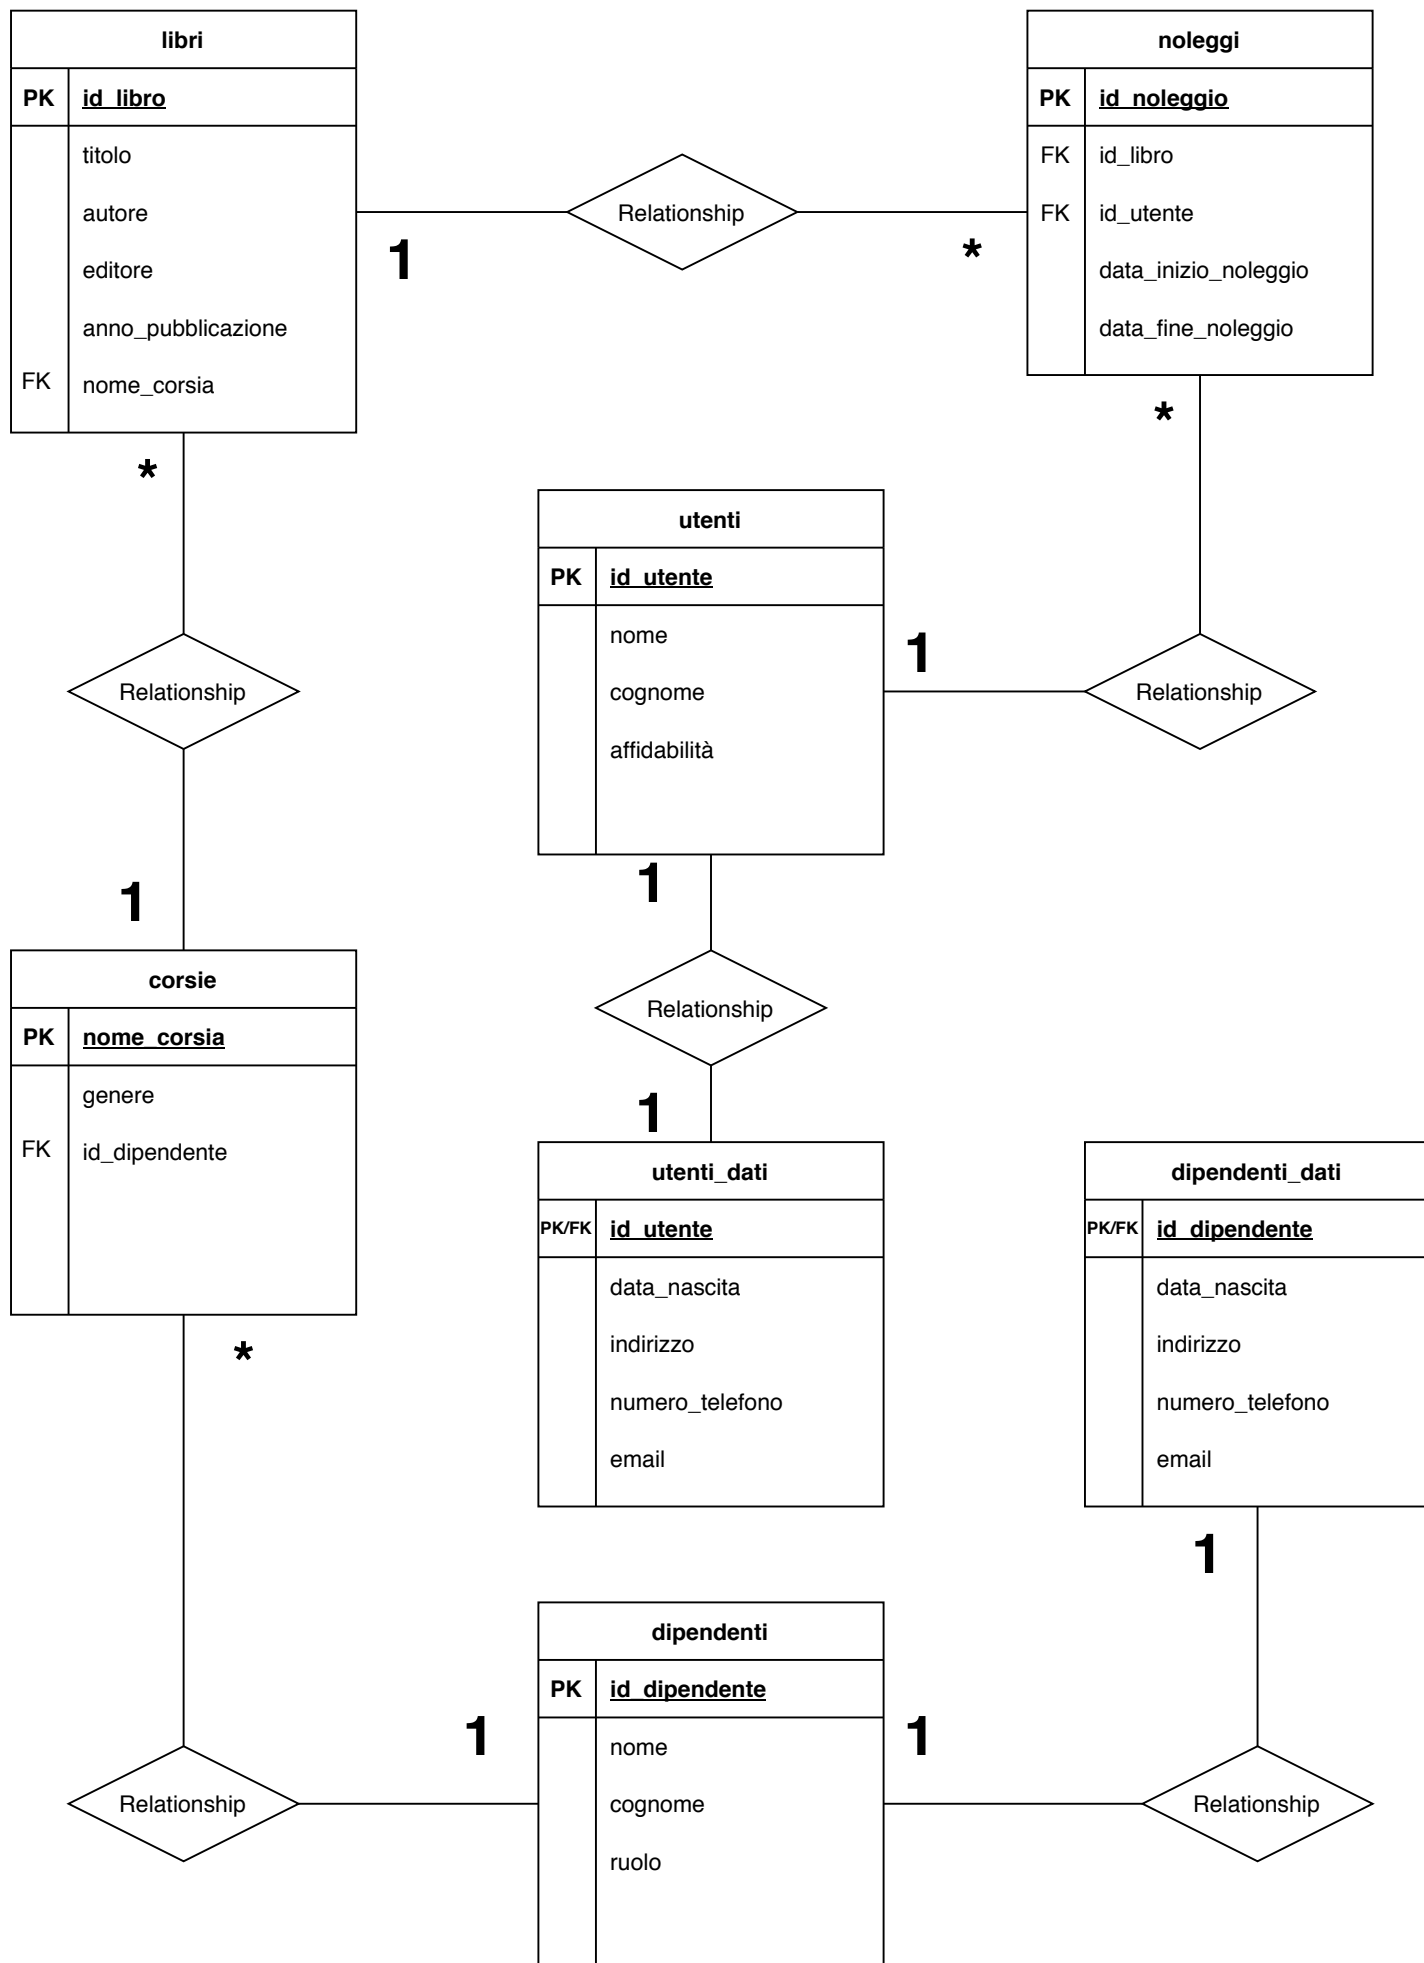 libri
PK id_libro
titolo
autore
editore
anno_pubblicazione
FK nome_corsia
noleggi
PK id_noleggio
FK id_libro
FK id_utente
data_inizio_noleggio
data_fine_noleggio
Relationship
1
*
*
*
utenti
PK id_utente
nome
cognome
affidabilità
1
Relationship
Relationship
1
1
corsie
PK nome_corsia
genere
FK id_dipendente
Relationship
1
utenti_dati
PK/FK id_utente
data_nascita
indirizzo
numero_telefono
email
dipendenti_dati
PK/FK id_dipendente
data_nascita
indirizzo
numero_telefono
email
*
1
dipendenti
PK id_dipendente
nome
cognome
ruolo
1
1
Relationship
Relationship